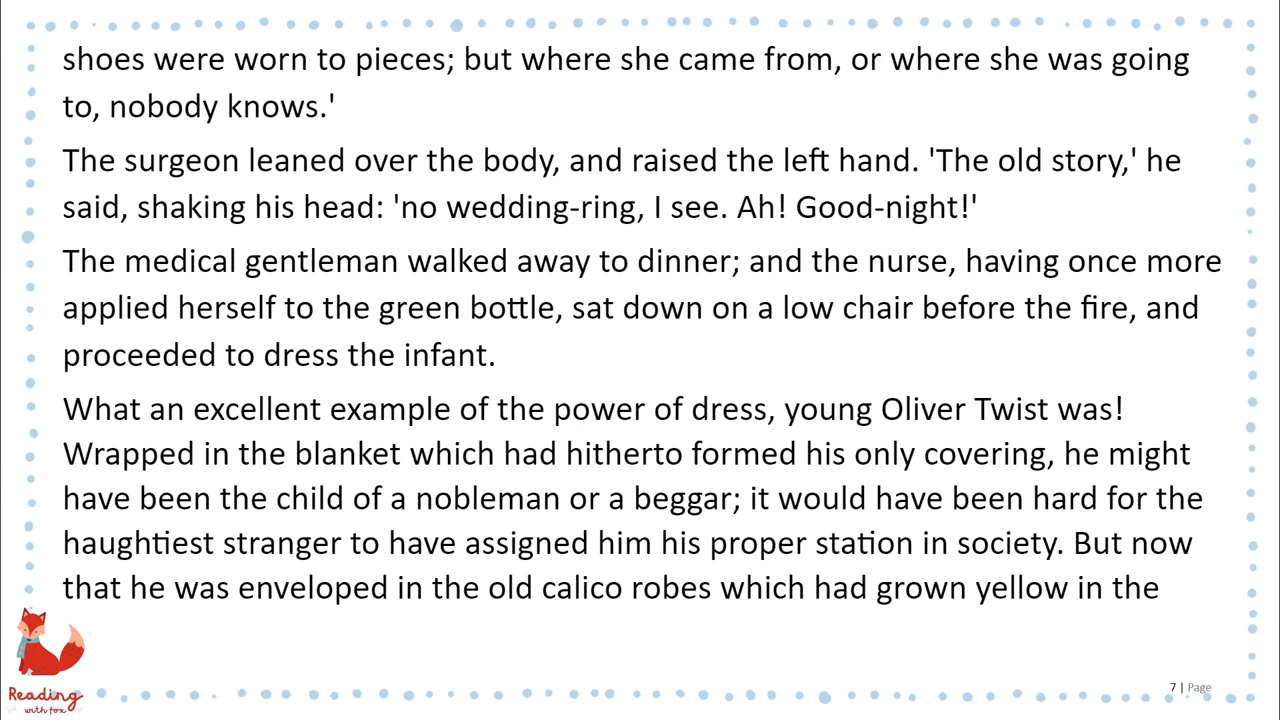 shoes were worn to pieces; but where she came from, or where she was going
to, nobody knows.'
The surgeon leaned over the body, and raised the left hand. 'The old story,' he
said, shaking his head: 'no wedding-ring, I see. Ah! Good-night!'
The medical gentleman walked away to dinner; and the nurse, having once more
applied herself to the green bottle, sat down on a low chair before the fire, and
proceeded to dress the infant.
What an excellent example of the power of dress, young Oliver Twist was!
Wrapped in the blanket which had hitherto formed his only covering, he might
have been the child of a nobleman or a beggar; it would have been hard for the
haughtiest stranger to have assigned him his proper station in society. But now
that he was enveloped in the old calico robes which had grown yellow in the
7 | Page
Reading
with fox